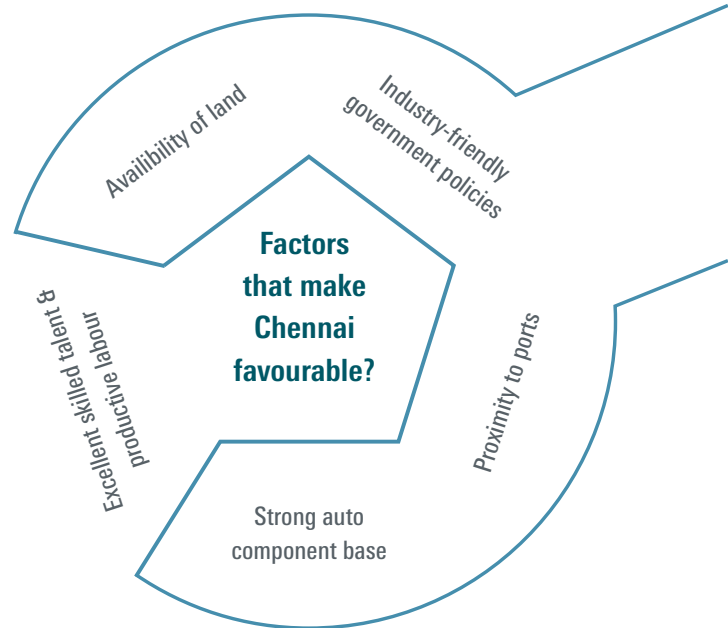 Availibility of land
Industry-friendly
government policies
Factors
that make
Chennai
favourable?
Excellent skilled talent &
productive labour
Proximity to ports
Strong auto
component base